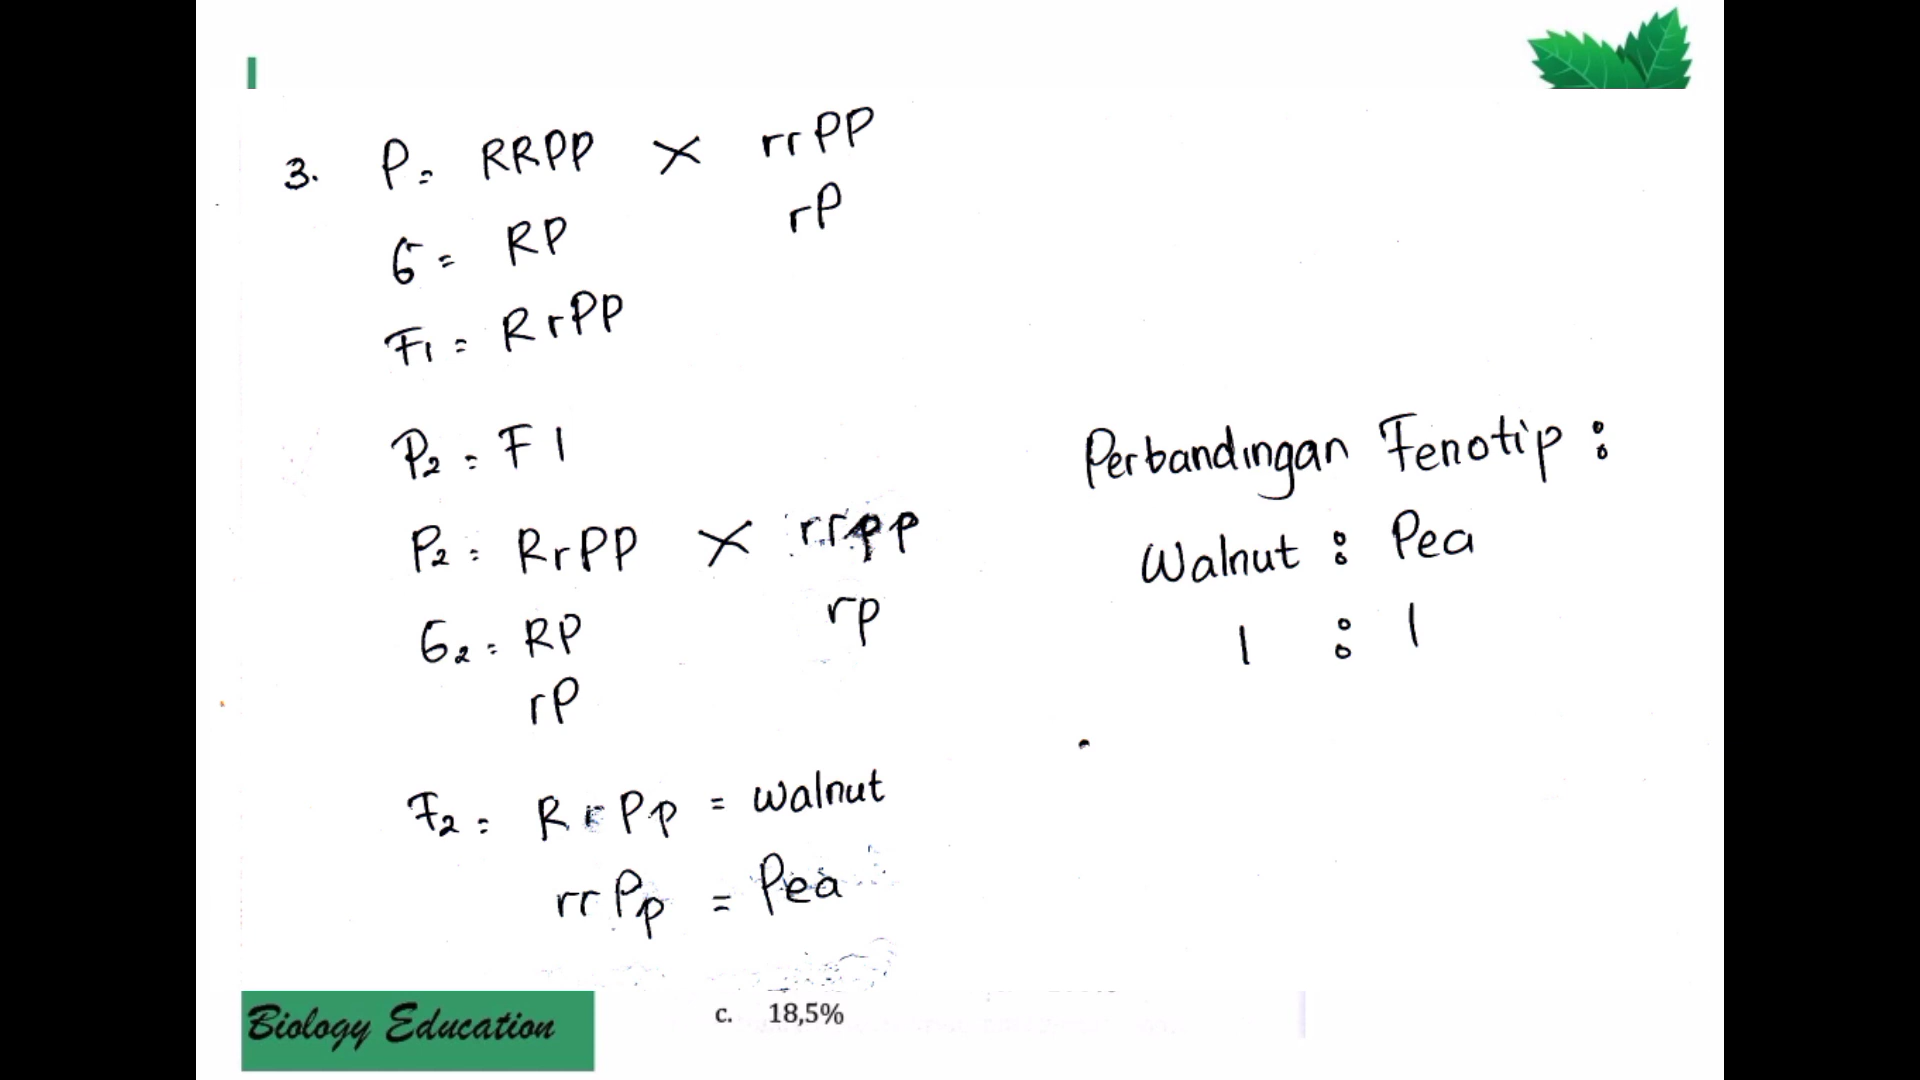 3. P = RRPP X rrPP
G = RP rP
F1 = RrPP
P2 = F1
P2 = RrPP X rrpp
G2 = RP rp
rP
F2 = RrPp = walnut
rrPp = Pea
Perbandingan Fenotip :
Walnut : Pea
1 : 1
Biology Education
c. 18,5%